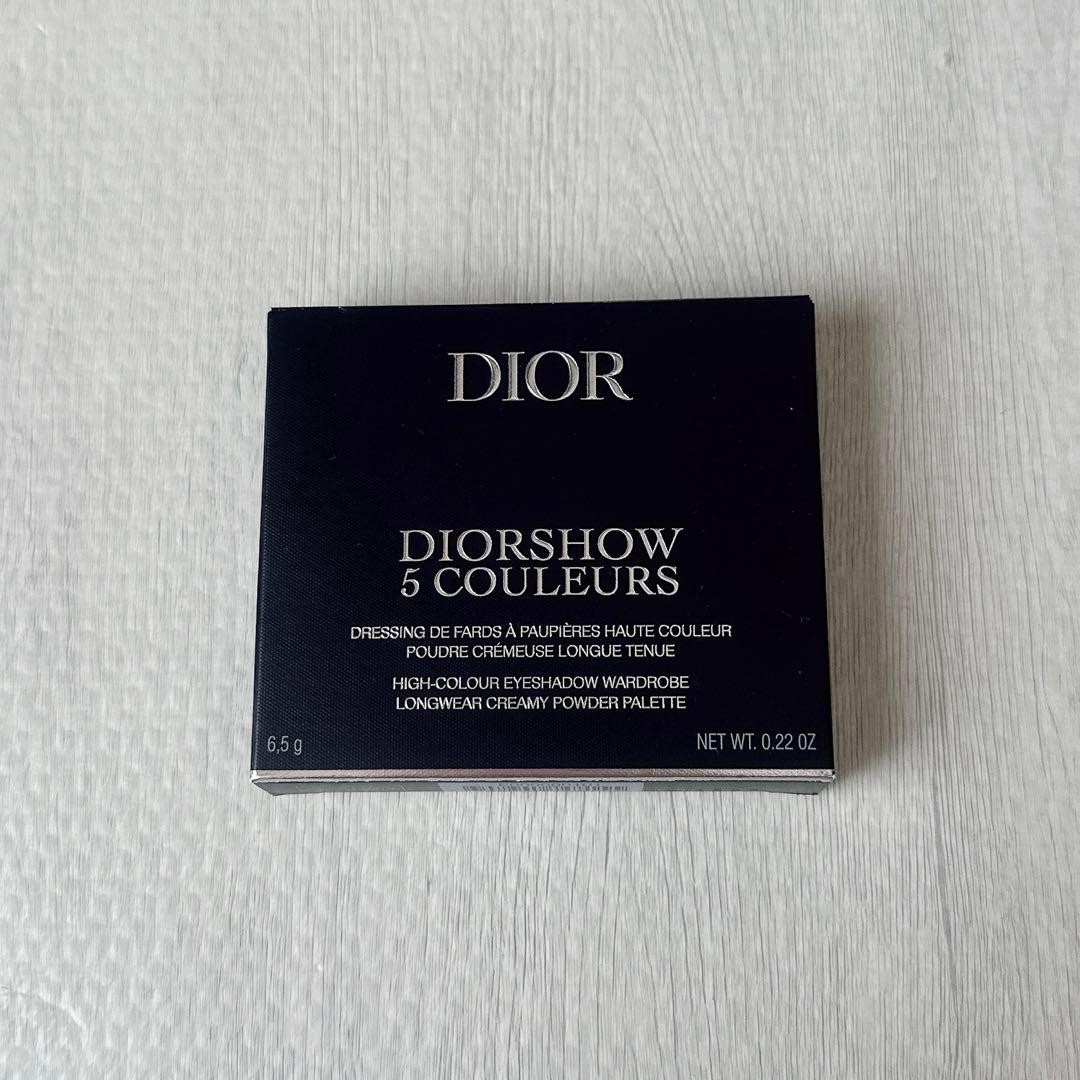 DIOR
DIORSHOW
5 COULEURS
DRESSING DE FARDS À PAUPIÈRES HAUTE COULEUR
POUDRE CRÉMEUSE LONGUE TENUE
HIGH-COLOUR EYESHADOW WARDROBE
LONGWEAR CREAMY POWDER PALETTE
6,5 g NET WT. 0.22 OZ